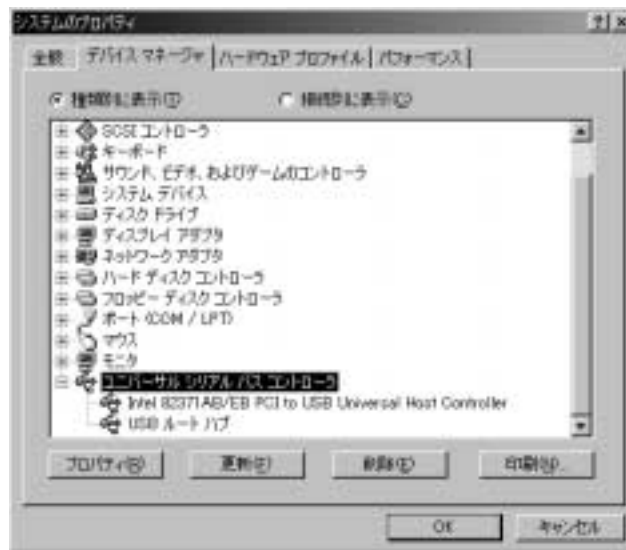 システムのプロパティ
全般 デバイス マネージャ ハードウェア プロファイル パフォーマンス
種類別に表示(T) 接続別に表示(C)
SCSI コントローラ
キーボード
サウンド、ビデオ、およびゲームのコントローラ
システム デバイス
ディスク ドライブ
ディスプレイ アダプタ
ネットワーク アダプタ
ハード ディスク コントローラ
フロッピー ディスク コントローラ
ポート (COM / LPT)
マウス
モニタ
ユニバーサル シリアル バス コントローラ
Intel 82371AB/EB PCI to USB Universal Host Controller
USB ルート ハブ
プロパティ(R) 更新(F) 削除(E) 印刷(N)...
OK キャンセル